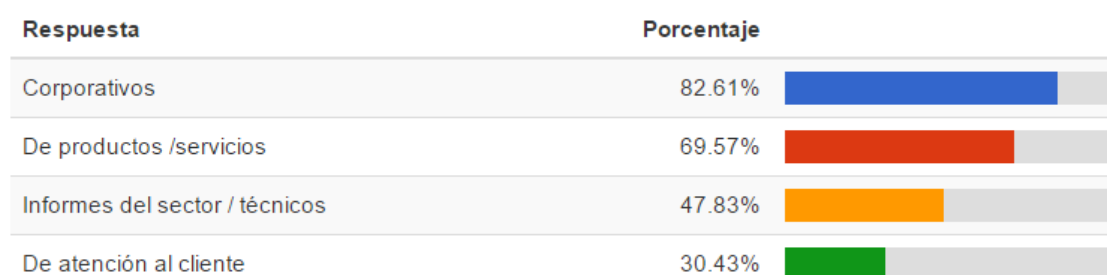 Respuesta Porcentaje
Corporativos 82.61%
De productos /servicios 69.57%
Informes del sector / técnicos 47.83%
De atención al cliente 30.43%